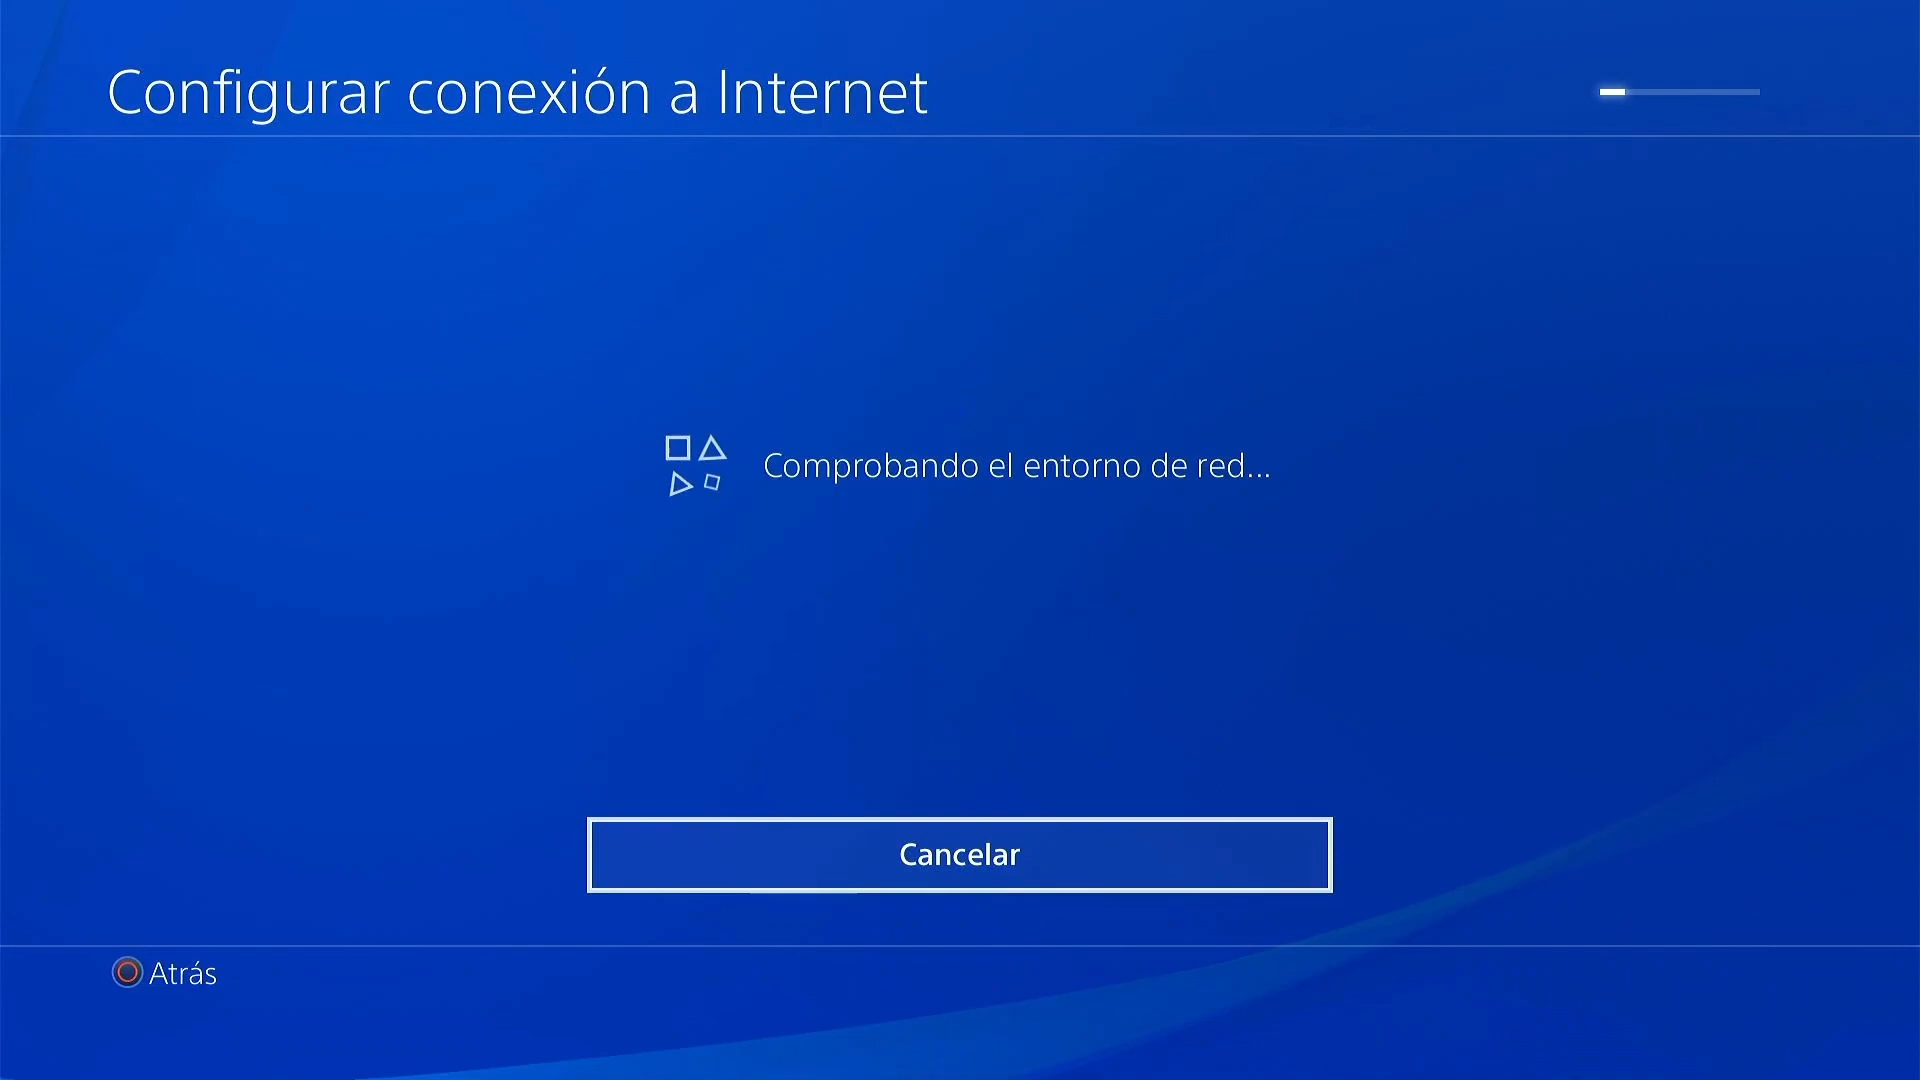 Configurar conexión a Internet
Comprobando el entorno de red...
Cancelar
Atrás